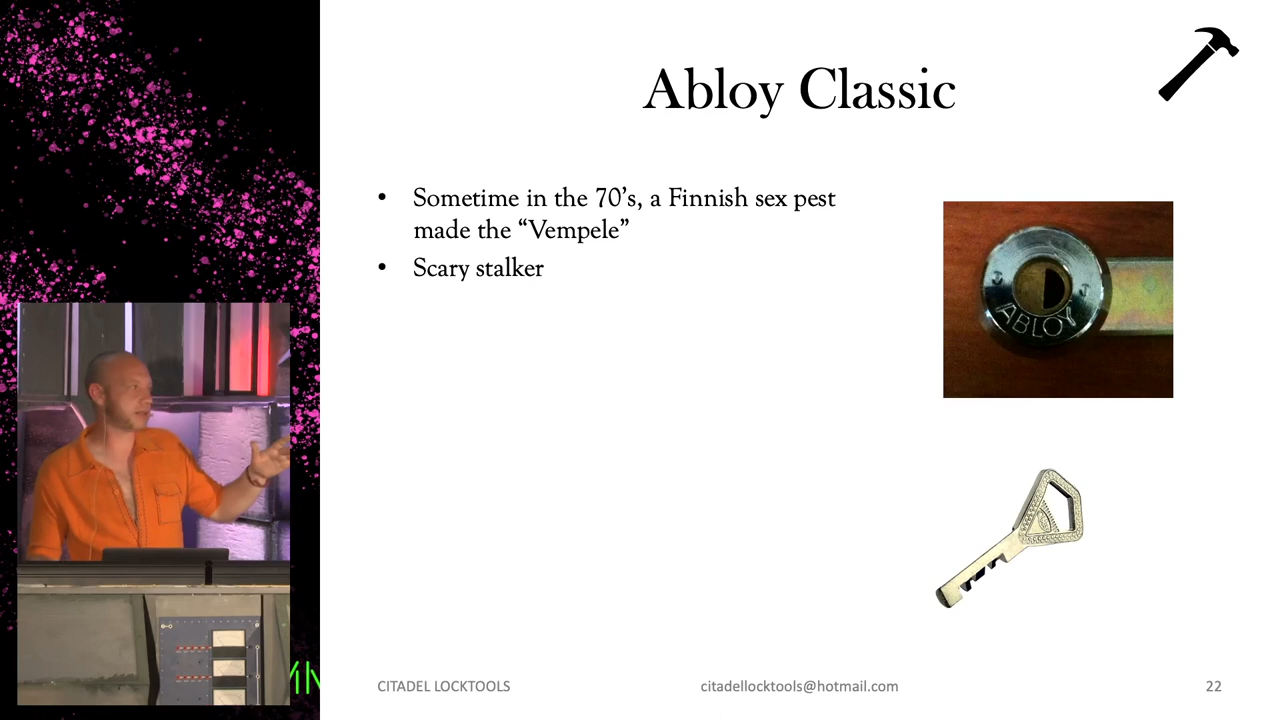 Abloy Classic
• Sometime in the 70’s, a Finnish sex pest
made the “Vempele”
• Scary stalker
ABLOY
CITADEL LOCKTOOLS
citadellocktools@hotmail.com
22